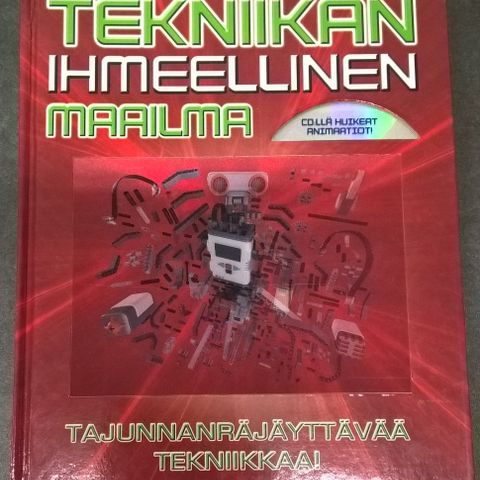 TEKNIIKAN
IHMEELLINEN
MAAILMA
CD:LLÄ HUIKEAT
ANIMAATIOT!
TAJUNNANRÄJÄYTTÄVÄÄ
TEKNIIKKAA!